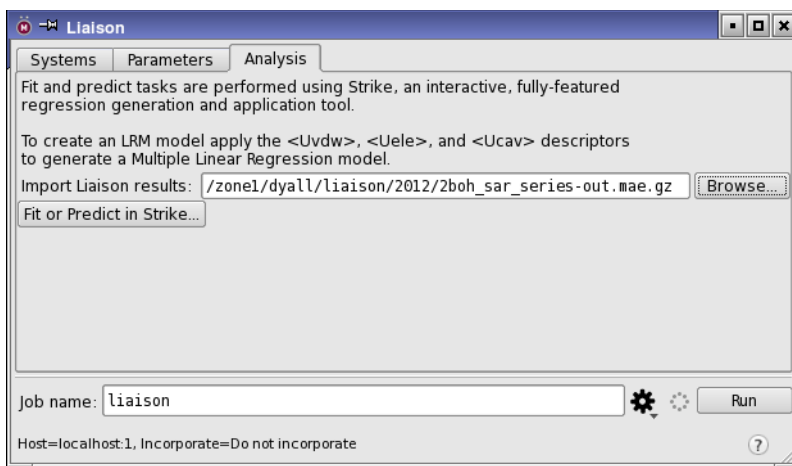 Liaison
Systems Parameters Analysis
Fit and predict tasks are performed using Strike, an interactive, fully-featured
regression generation and application tool.
To create an LRM model apply the <Uvdw>, <Uele>, and <Ucav> descriptors
to generate a Multiple Linear Regression model.
Import Liaison results: /zone1/dyall/liaison/2012/2boh_sar_series-out.mae.gz Browse...
Fit or Predict in Strike...
Job name: liaison Run
Host=localhost:1, Incorporate=Do not incorporate ?